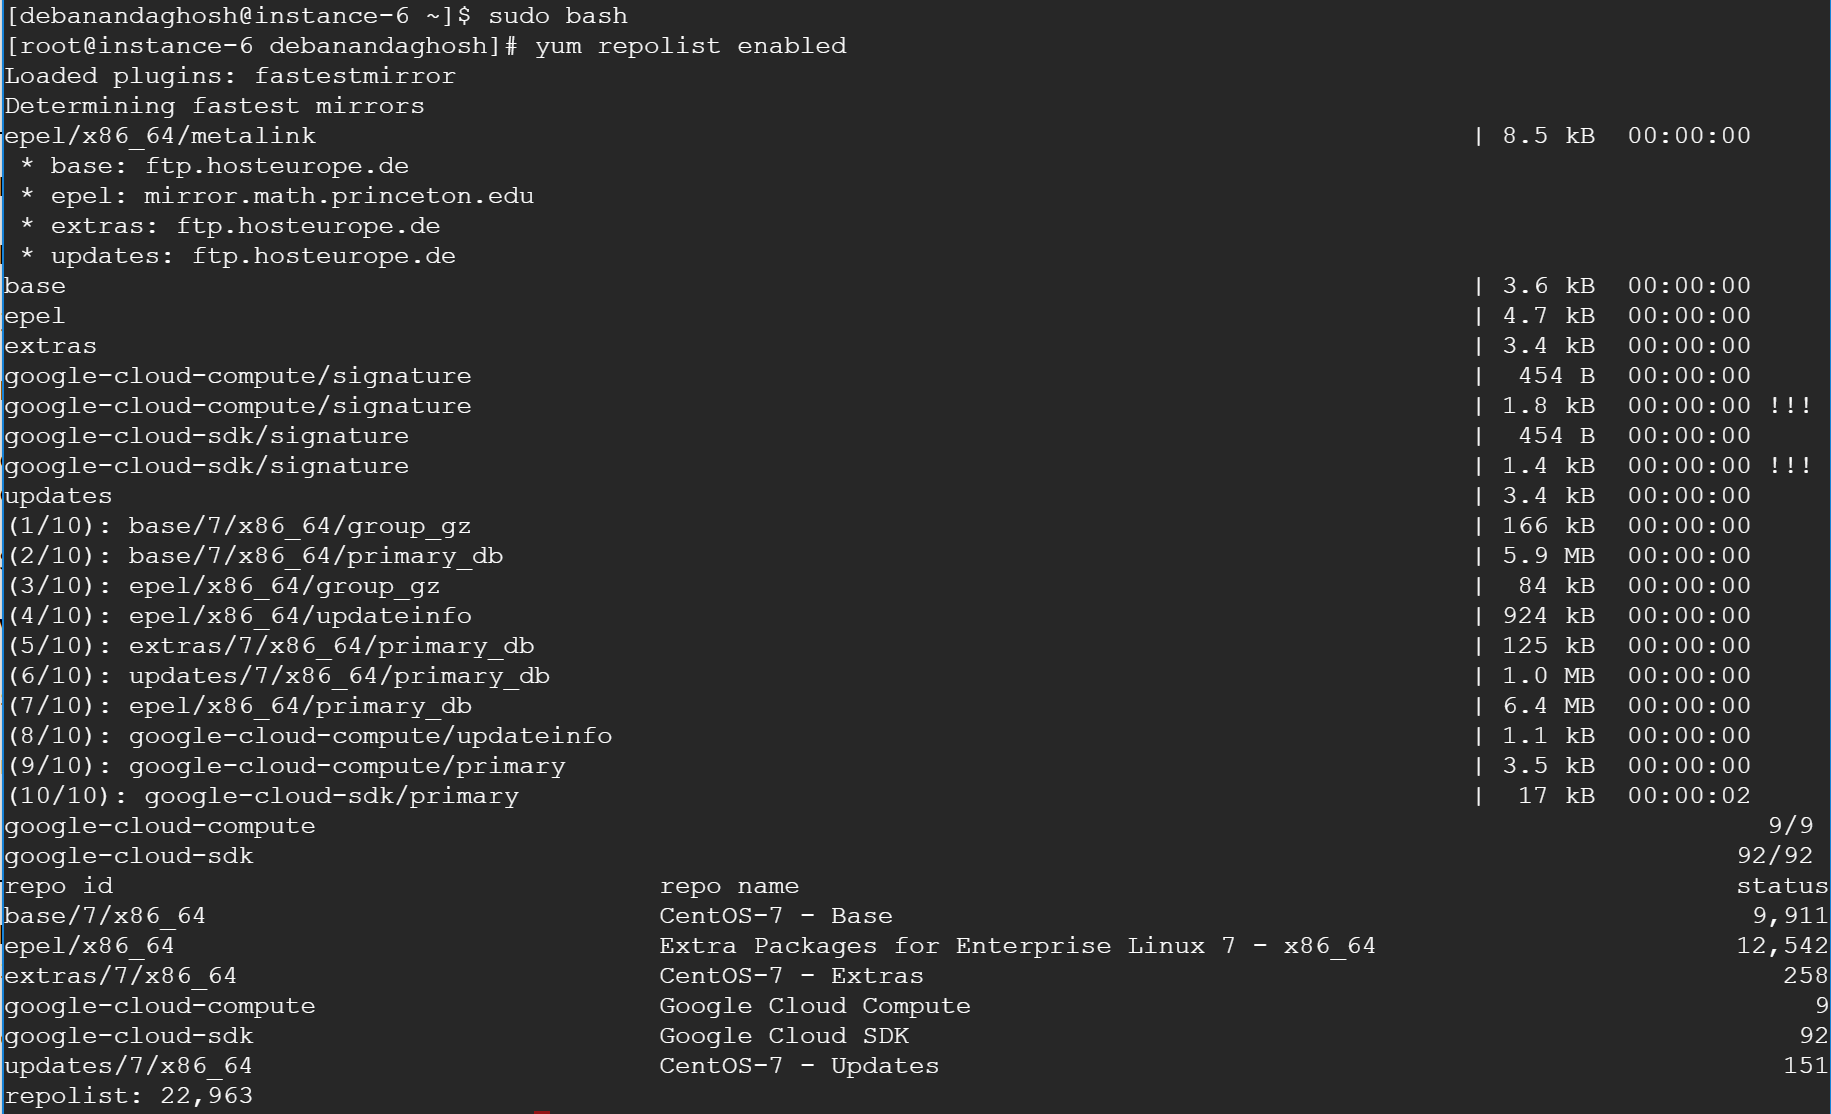 [debanandaghosh@instance-6 ~]$ sudo bash
[root@instance-6 debanandaghosh]# yum repolist enabled
Loaded plugins: fastestmirror
Determining fastest mirrors
epel/x86_64/metalink | 8.5 kB 00:00:00
* base: ftp.hosteurope.de
* epel: mirror.math.princeton.edu
* extras: ftp.hosteurope.de
* updates: ftp.hosteurope.de
base | 3.6 kB 00:00:00
epel | 4.7 kB 00:00:00
extras | 3.4 kB 00:00:00
google-cloud-compute/signature | 454 B 00:00:00
google-cloud-compute/signature | 1.8 kB 00:00:00 !!!
google-cloud-sdk/signature | 454 B 00:00:00
google-cloud-sdk/signature | 1.4 kB 00:00:00 !!!
updates | 3.4 kB 00:00:00
(1/10): base/7/x86_64/group_gz | 166 kB 00:00:00
(2/10): base/7/x86_64/primary_db | 5.9 MB 00:00:00
(3/10): epel/x86_64/group_gz | 84 kB 00:00:00
(4/10): epel/x86_64/updateinfo | 924 kB 00:00:00
(5/10): extras/7/x86_64/primary_db | 125 kB 00:00:00
(6/10): updates/7/x86_64/primary_db | 1.0 MB 00:00:00
(7/10): epel/x86_64/primary_db | 6.4 MB 00:00:00
(8/10): google-cloud-compute/updateinfo | 1.1 kB 00:00:00
(9/10): google-cloud-compute/primary | 3.5 kB 00:00:00
(10/10): google-cloud-sdk/primary | 17 kB 00:00:02
google-cloud-compute 9/9
google-cloud-sdk 92/92
repo id repo name status
base/7/x86_64 CentOS-7 - Base 9,911
epel/x86_64 Extra Packages for Enterprise Linux 7 - x86_64 12,542
extras/7/x86_64 CentOS-7 - Extras 258
google-cloud-compute Google Cloud Compute 9
google-cloud-sdk Google Cloud SDK 92
updates/7/x86_64 CentOS-7 - Updates 151
repolist: 22,963